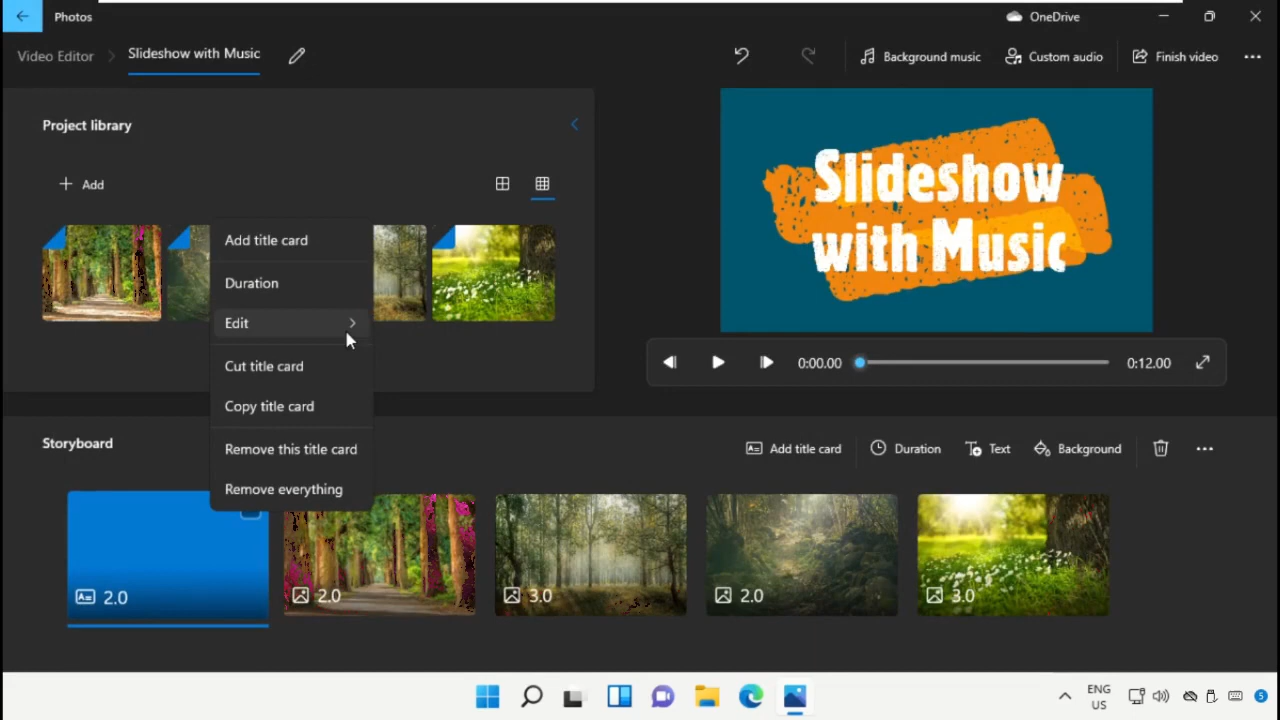 Photos
OneDrive
Video Editor
Slideshow with Music
Background music
Custom audio
Finish video
Project library
Add
Add title card
Duration
Edit
Cut title card
Copy title card
Remove this title card
Remove everything
Slideshow
with Music
0:00.00
0:12.00
Storyboard
Add title card
Duration
Text
Background
2.0
2.0
3.0
2.0
3.0
ENG
US
5